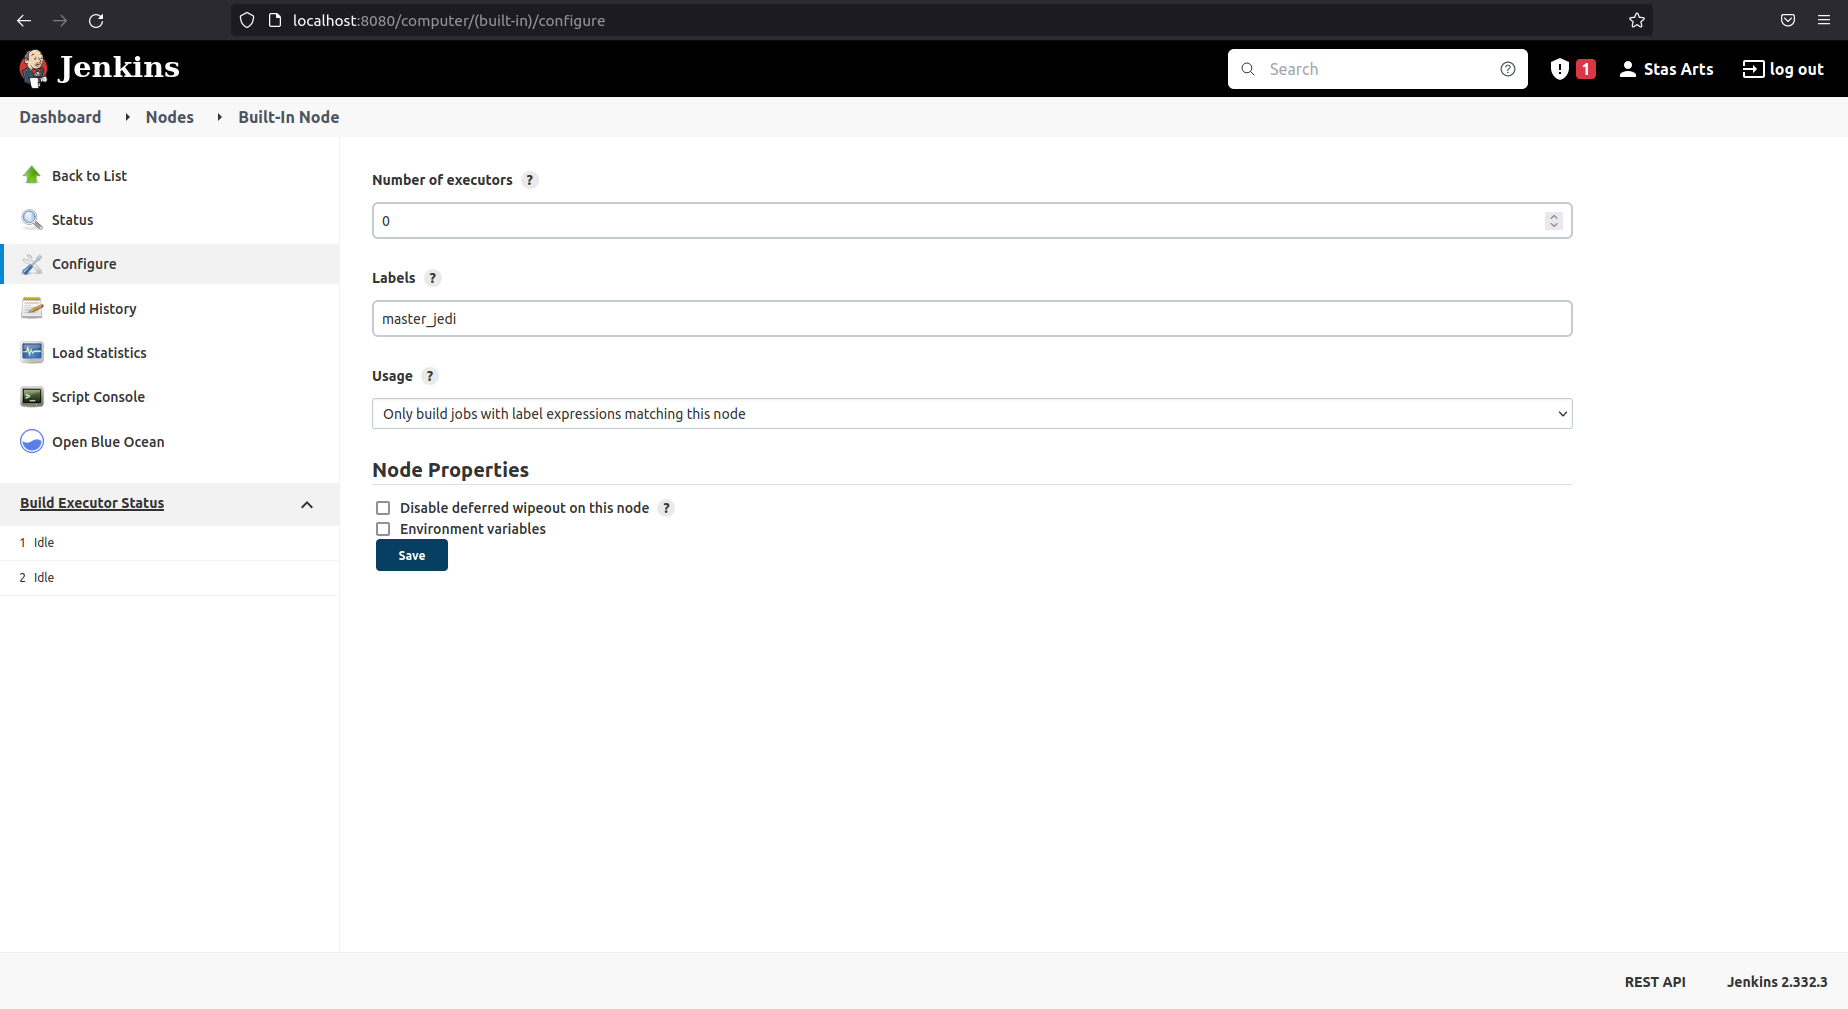 localhost:8080/computer/(built-in)/configure
Jenkins
Search
1
Stas Arts
log out
Dashboard
Nodes
Built-In Node
Back to List
Status
Configure
Build History
Load Statistics
Script Console
Open Blue Ocean
Build Executor Status
1 Idle
2 Idle
Number of executors ?
0
Labels ?
master_jedi
Usage ?
Only build jobs with label expressions matching this node
Node Properties
Disable deferred wipeout on this node ?
Environment variables
Save
REST API
Jenkins 2.332.3